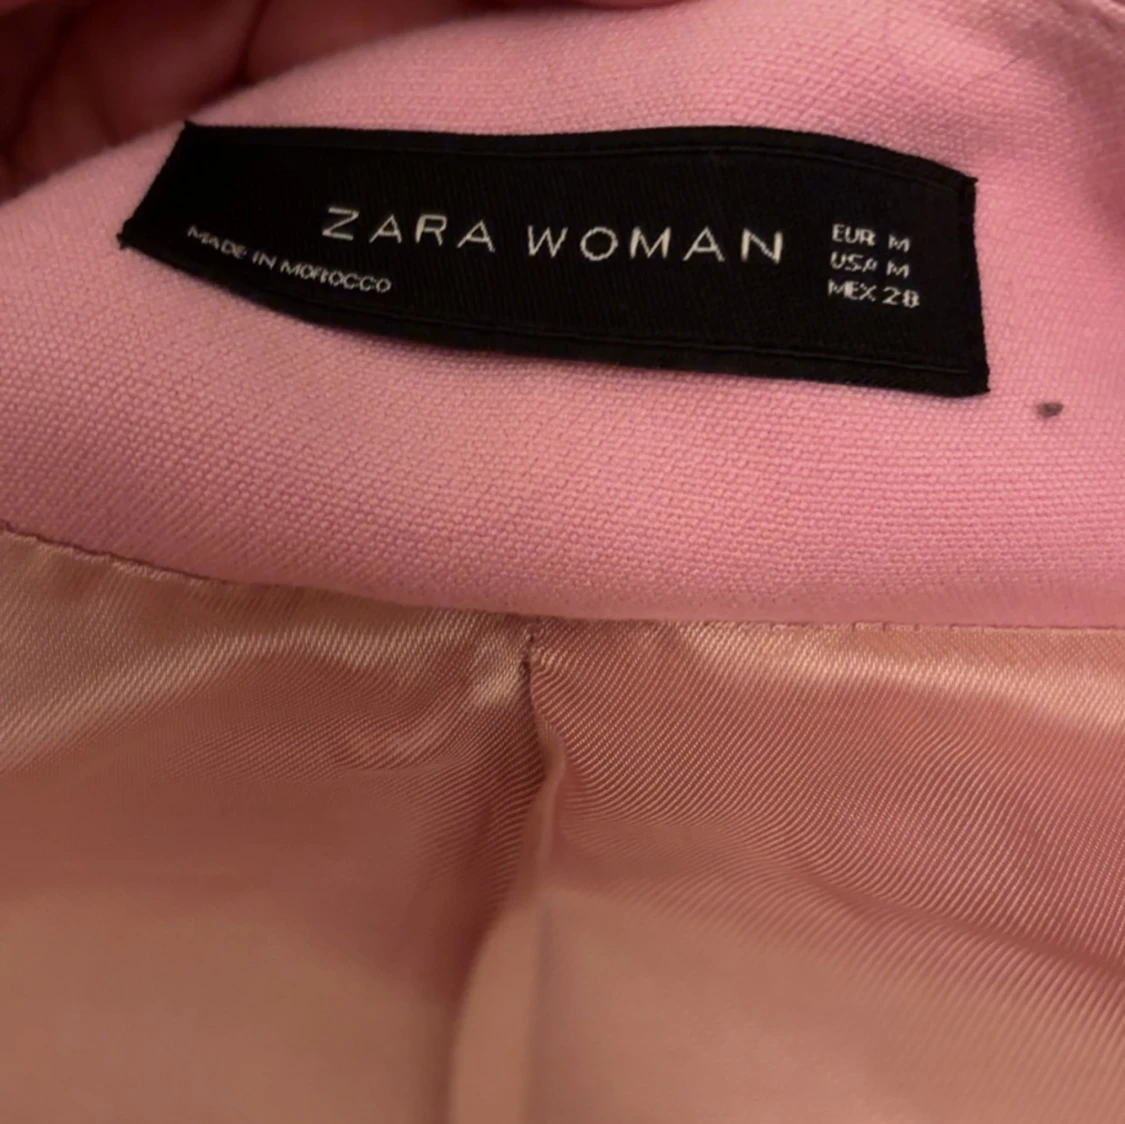 ZARA WOMAN
MADE IN MOROCCO
EUR M
USA M
MEX 28